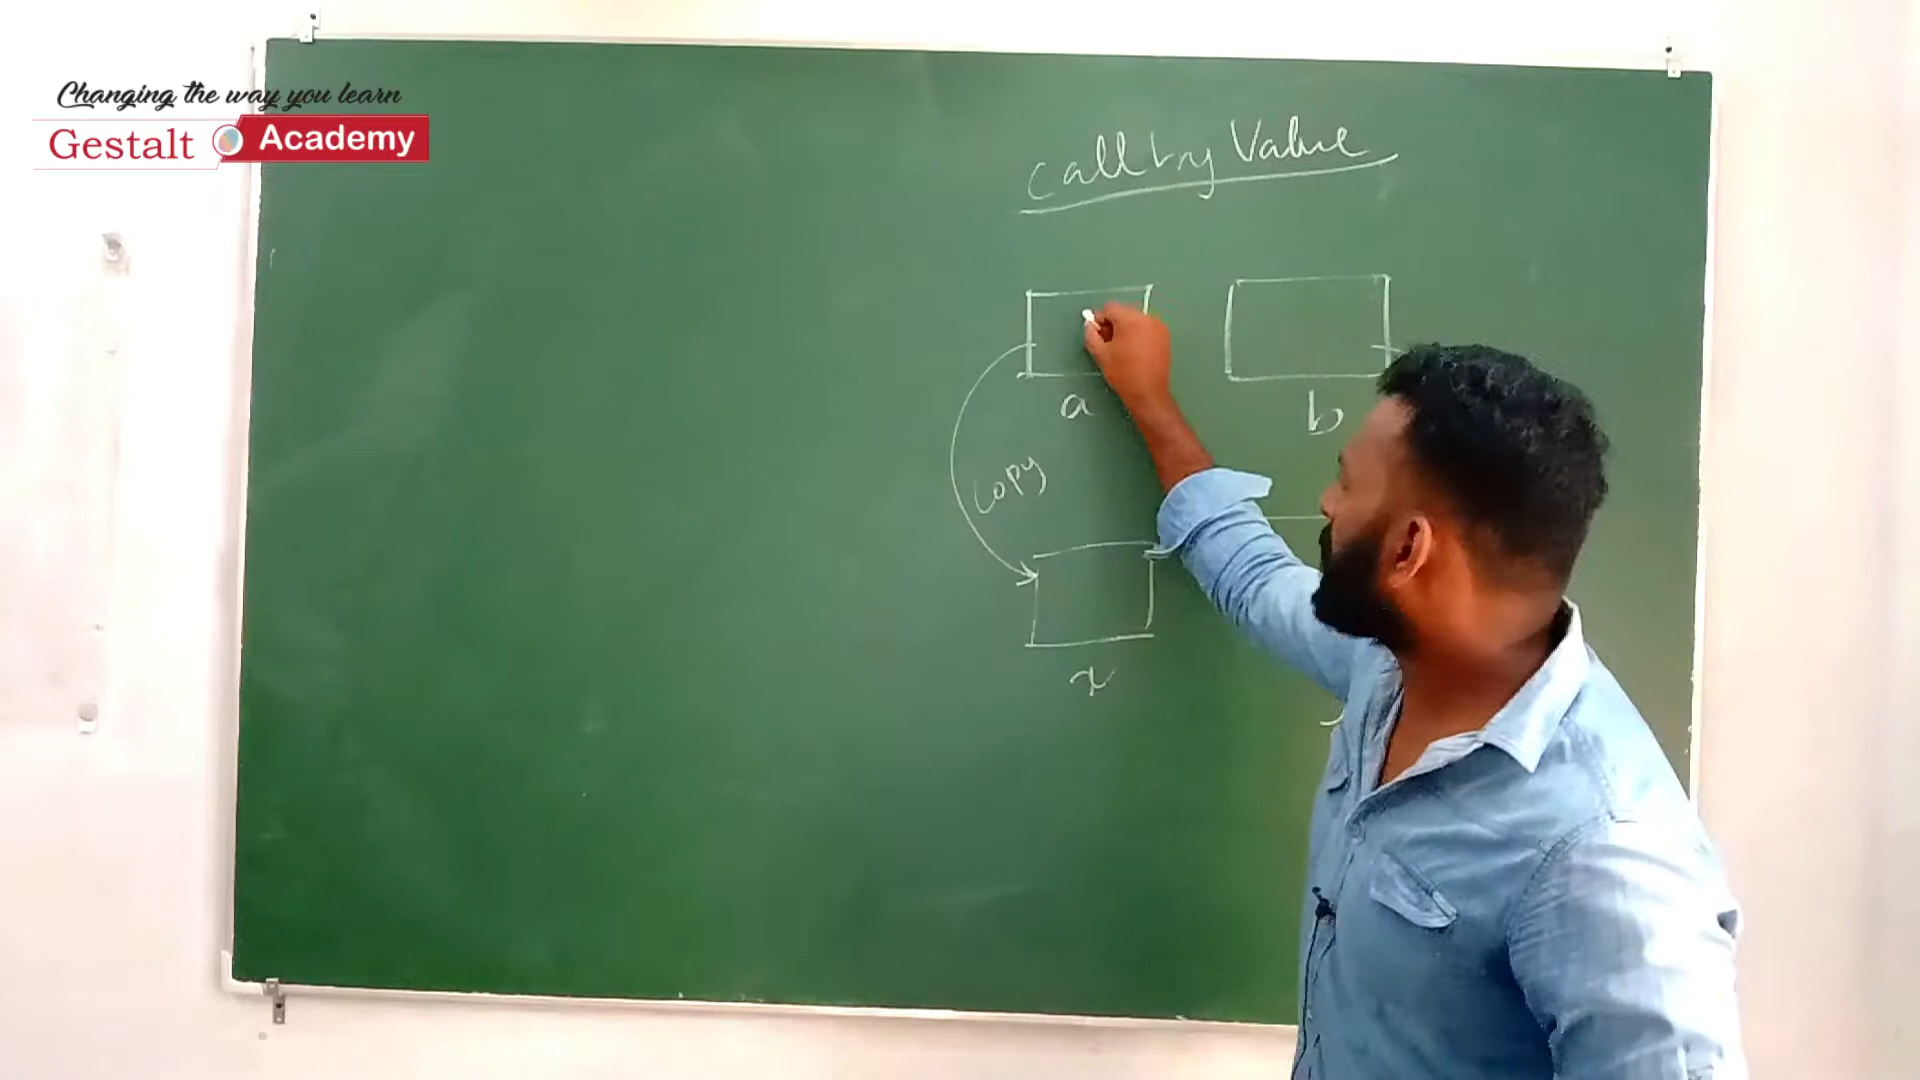 Changing the way you learn
Gestalt Academy
Call by Value
a
b
Copy
x